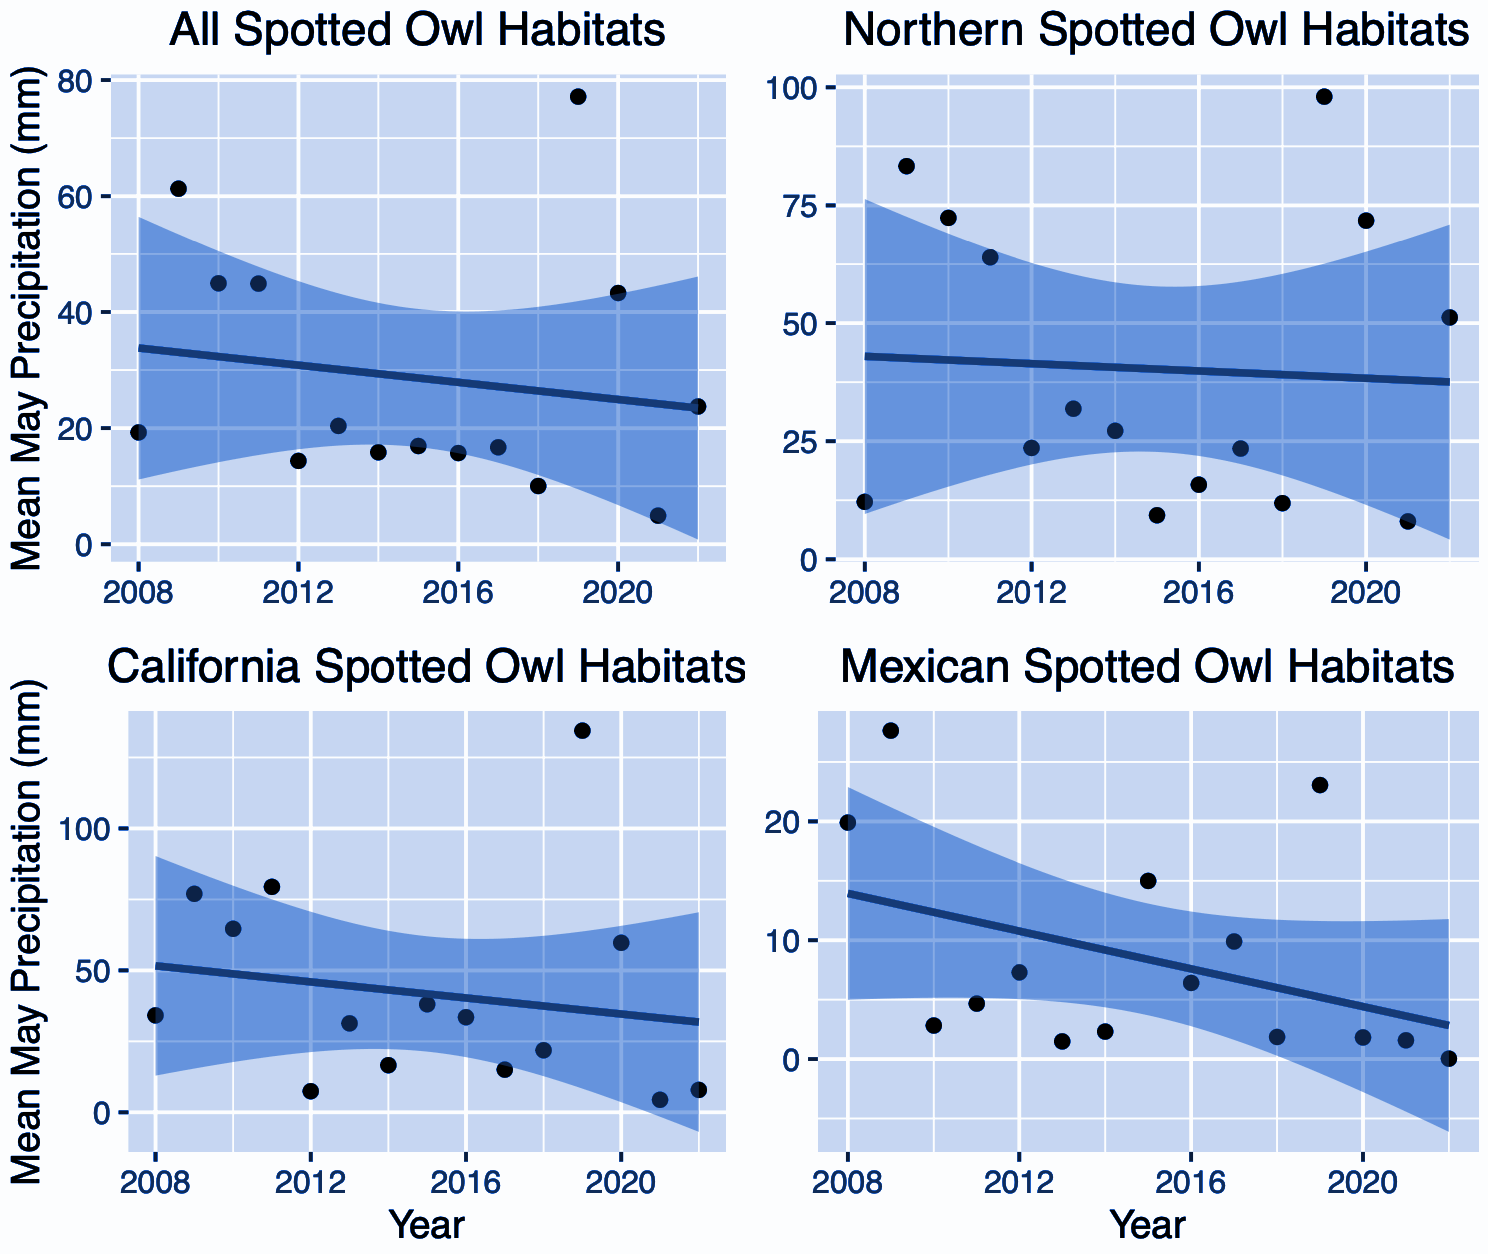 All Spotted Owl Habitats
Mean May Precipitation (mm)
80
60
40
20
0
2008 2012 2016 2020
Northern Spotted Owl Habitats
100
75
50
25
0
2008 2012 2016 2020
California Spotted Owl Habitats
Mean May Precipitation (mm)
100
50
0
2008 2012 2016 2020
Year
Mexican Spotted Owl Habitats
20
10
0
2008 2012 2016 2020
Year